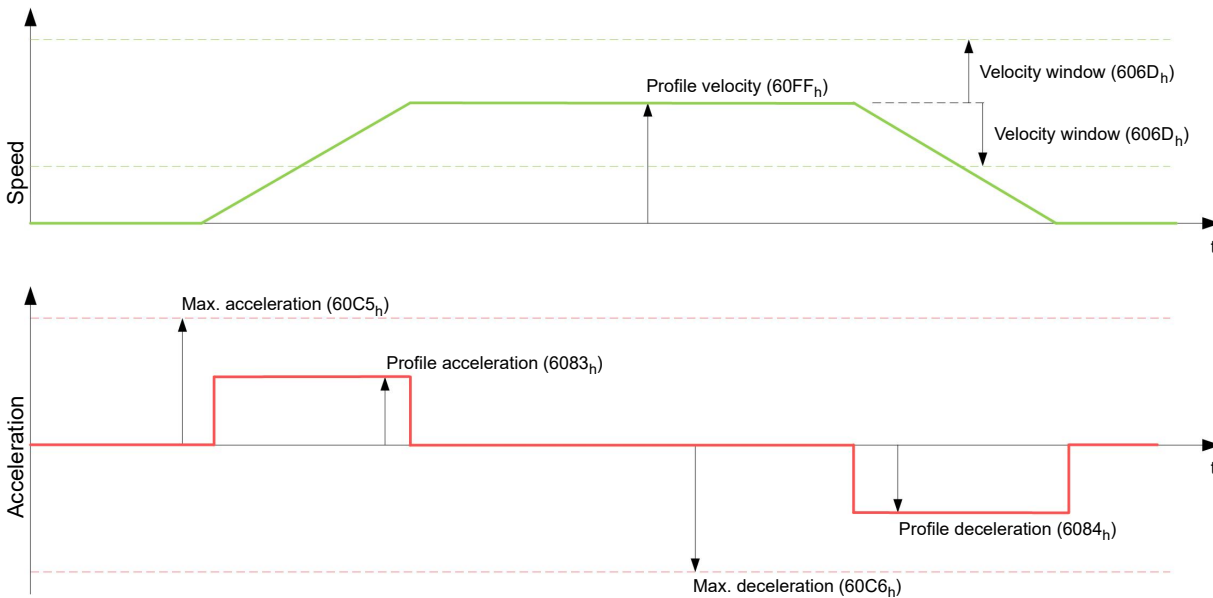 Velocity window (606Dh)
Profile velocity (60FFh)
Velocity window (606Dh)
Speed
t
Max. acceleration (60C5h)
Profile acceleration (6083h)
Acceleration
t
Profile deceleration (6084h)
Max. deceleration (60C6h)